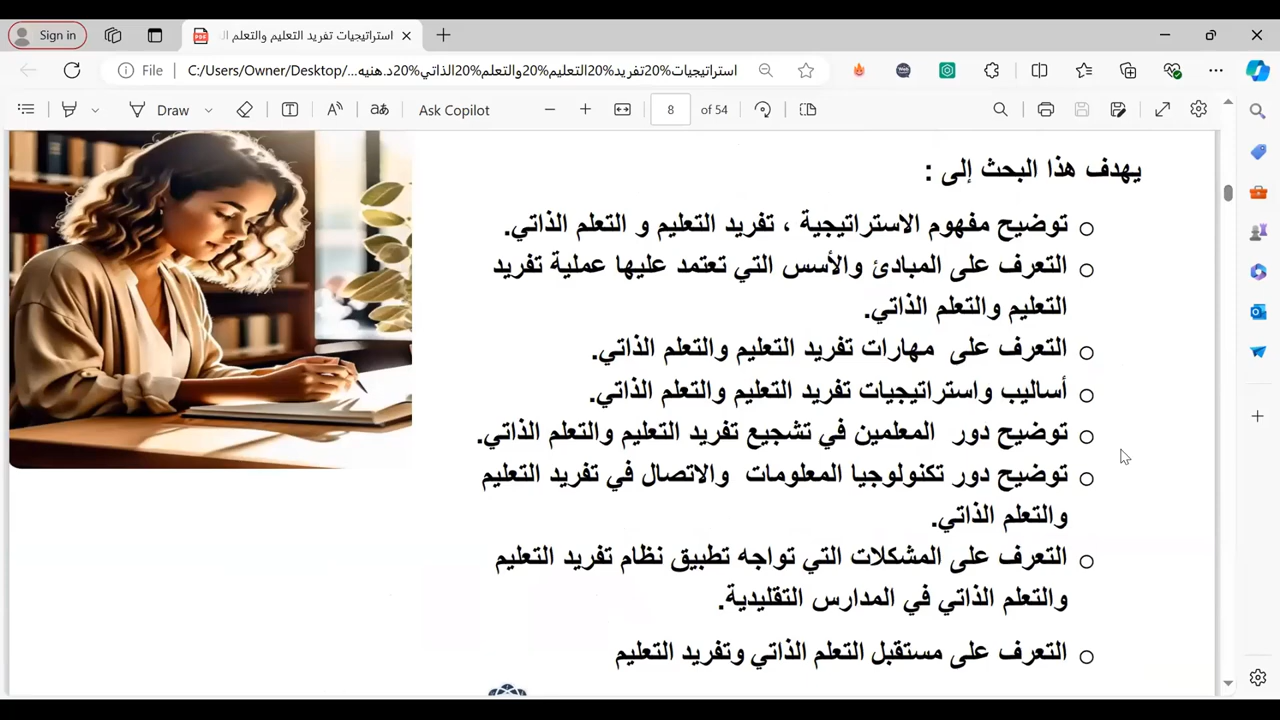 Sign in
استراتيجيات تفريد التعليم والتعلم ال
File
C:/Users/Owner/Desktop/...استراتيجيات%20تفريد%20التعليم%20والتعلم%20الذاتي%20د.هنيه
Draw
Ask Copilot
8 of 54
يهدف هذا البحث إلى :
توضيح مفهوم الاستراتيجية ، تفريد التعليم و التعلم الذاتي.
التعرف على المبادئ والأسس التي تعتمد عليها عملية تفريد
التعليم والتعلم الذاتي.
التعرف على مهارات تفريد التعليم والتعلم الذاتي.
أساليب واستراتيجيات تفريد التعليم والتعلم الذاتي.
توضيح دور المعلمين في تشجيع تفريد التعليم والتعلم الذاتي.
توضيح دور تكنولوجيا المعلومات والاتصال في تفريد التعليم
والتعلم الذاتي.
التعرف على المشكلات التي تواجه تطبيق نظام تفريد التعليم
والتعلم الذاتي في المدارس التقليدية.
التعرف على مستقبل التعلم الذاتي وتفريد التعليم